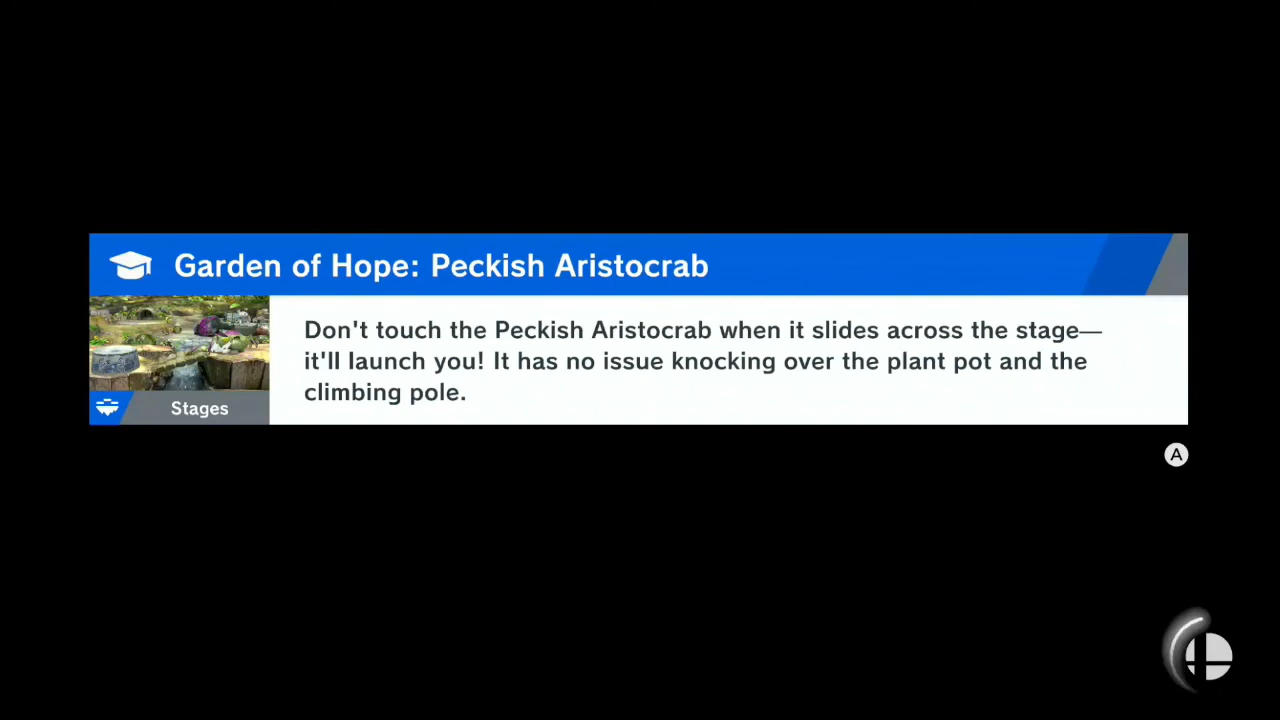 Garden of Hope: Peckish Aristocrab
Don't touch the Peckish Aristocrab when it slides across the stage—
it'll launch you! It has no issue knocking over the plant pot and the
climbing pole.
Stages
A